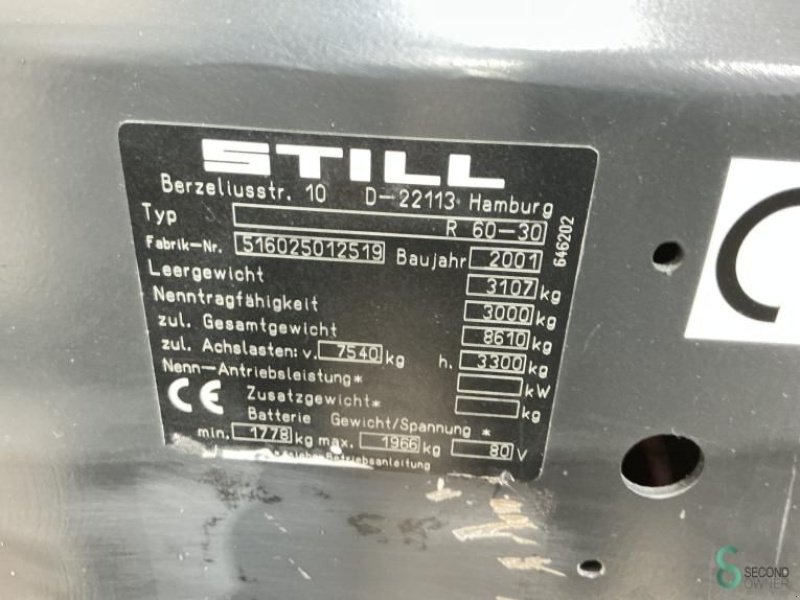 STILL
Berzeliusstr. 10 D-22113 Hamburg
Typ R 60-30
Fabrik-Nr. 516025012519 Baujahr 2001
646202
Leergewicht 3107 kg
Nenntragfähigkeit 3000 kg
zul. Gesamtgewicht 8610 kg
zul. Achslasten: v. 7540 kg h. 3300 kg
Nenn-Antriebsleistung* kW
Zusatzgewicht* kg
CE
Batterie Gewicht/Spannung *
min. 1778 kg max. 1966 kg 80 V
*siehe Betriebsanleitung
SECOND
OWNER